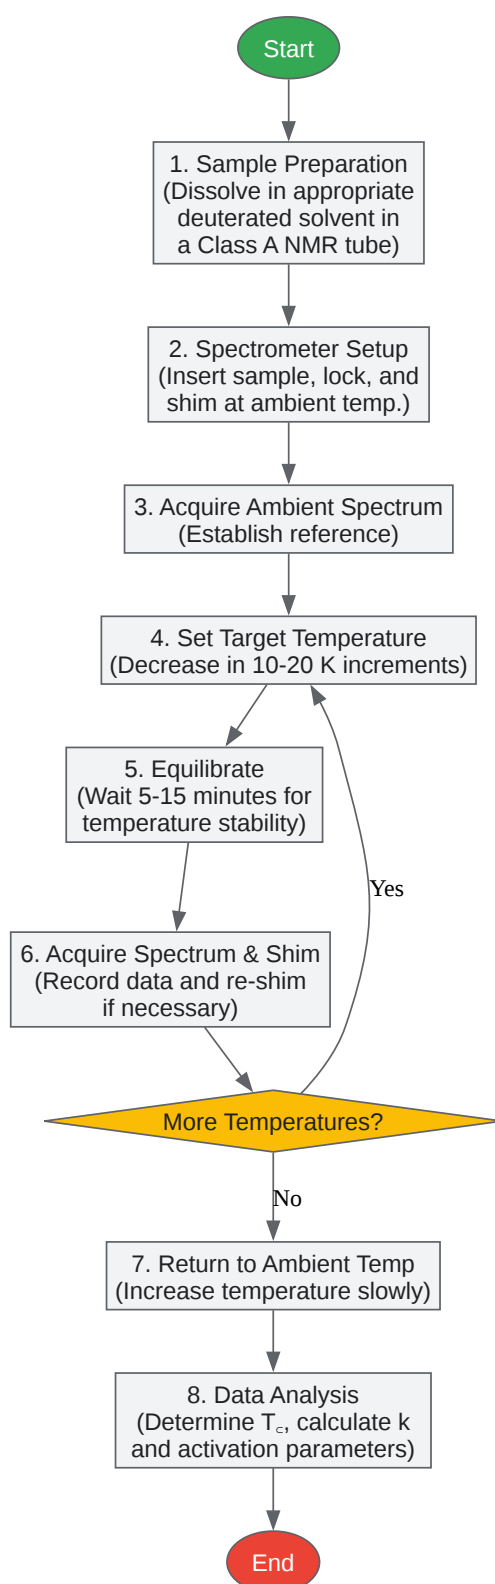 Start
1. Sample Preparation
(Dissolve in appropriate
deuterated solvent in
a Class A NMR tube)
2. Spectrometer Setup
(Insert sample, lock, and
shim at ambient temp.)
3. Acquire Ambient Spectrum
(Establish reference)
4. Set Target Temperature
(Decrease in 10-20 K increments)
5. Equilibrate
(Wait 5-15 minutes for
temperature stability)
Yes
6. Acquire Spectrum & Shim
(Record data and re-shim
if necessary)
More Temperatures?
No
7. Return to Ambient Temp
(Increase temperature slowly)
8. Data Analysis
(Determine T꜀, calculate k
and activation parameters)
End